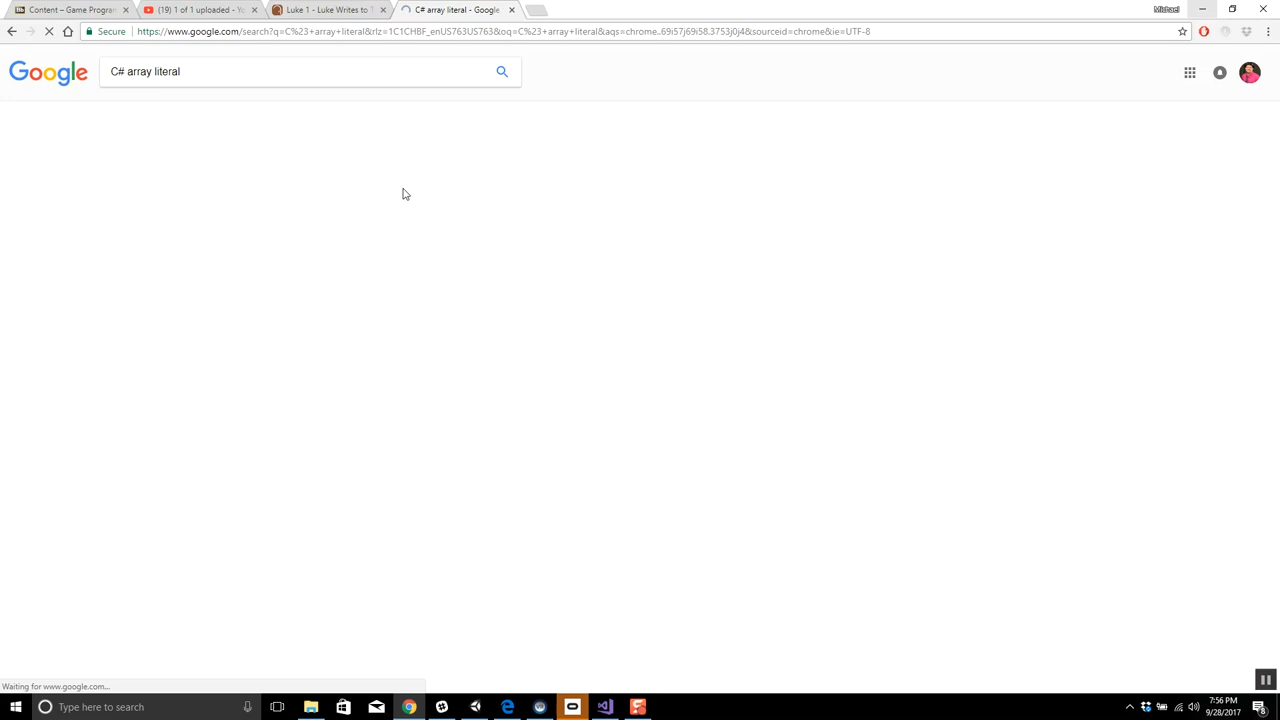 Content – Game Program
(19) 1 of 1 uploaded - Yo
Luke 1 - Luke Writes to T
C# array literal - Google
Michael
Secure
https://www.google.com/search?q=C%23+array+literal&rlz=1C1CHBF_enUS763US763&oq=C%23+array+literal&aqs=chrome..69i57j69i58.3753j0j4&sourceid=chrome&ie=UTF-8
Google
C# array literal
Waiting for www.google.com...
Type here to search
7:56 PM
9/28/2017
8